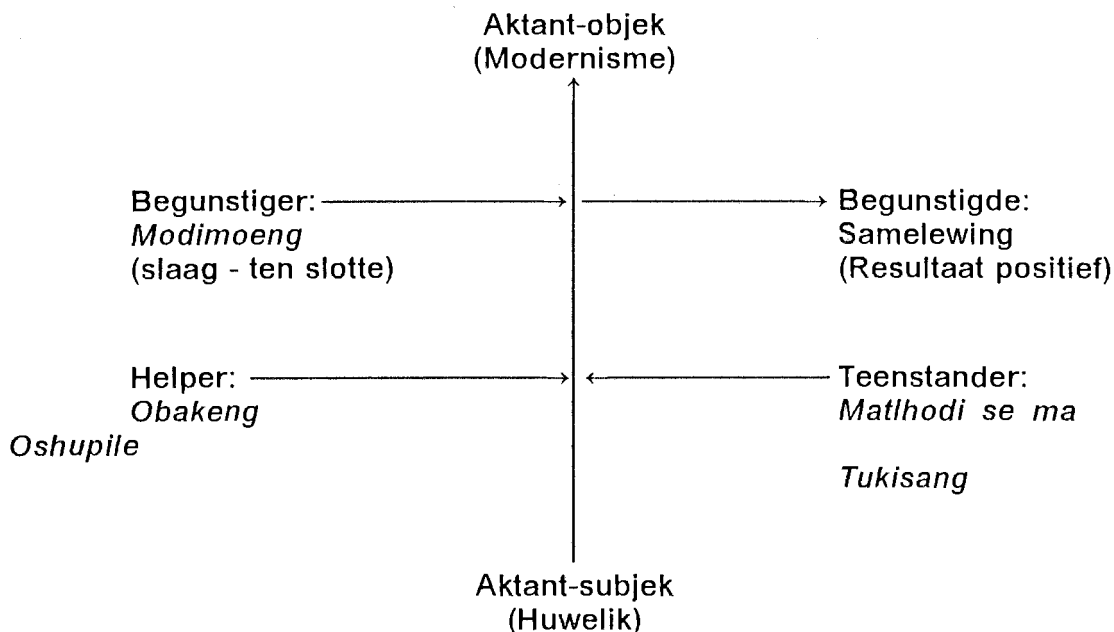 Aktant-objek
(Modernisme)
Begunstiger:
Modimoeng
(slaag - ten slotte)
Begunstigde:
Samelewing
(Resultaat positief)
Helper:
Obakeng
Oshupile
Teenstander:
Matlhodi se ma
Tukisang
Aktant-subjek
(Huwelik)